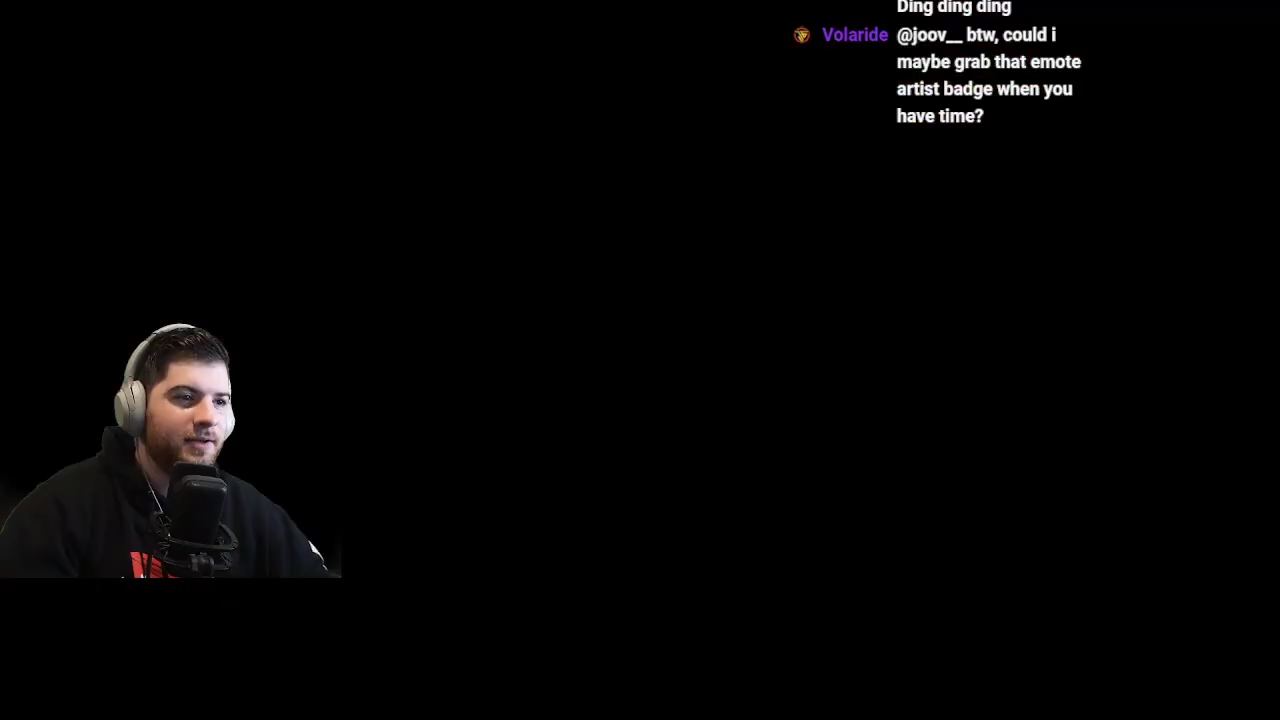 Ding ding ding
Volaride @joov__ btw, could i
maybe grab that emote
artist badge when you
have time?